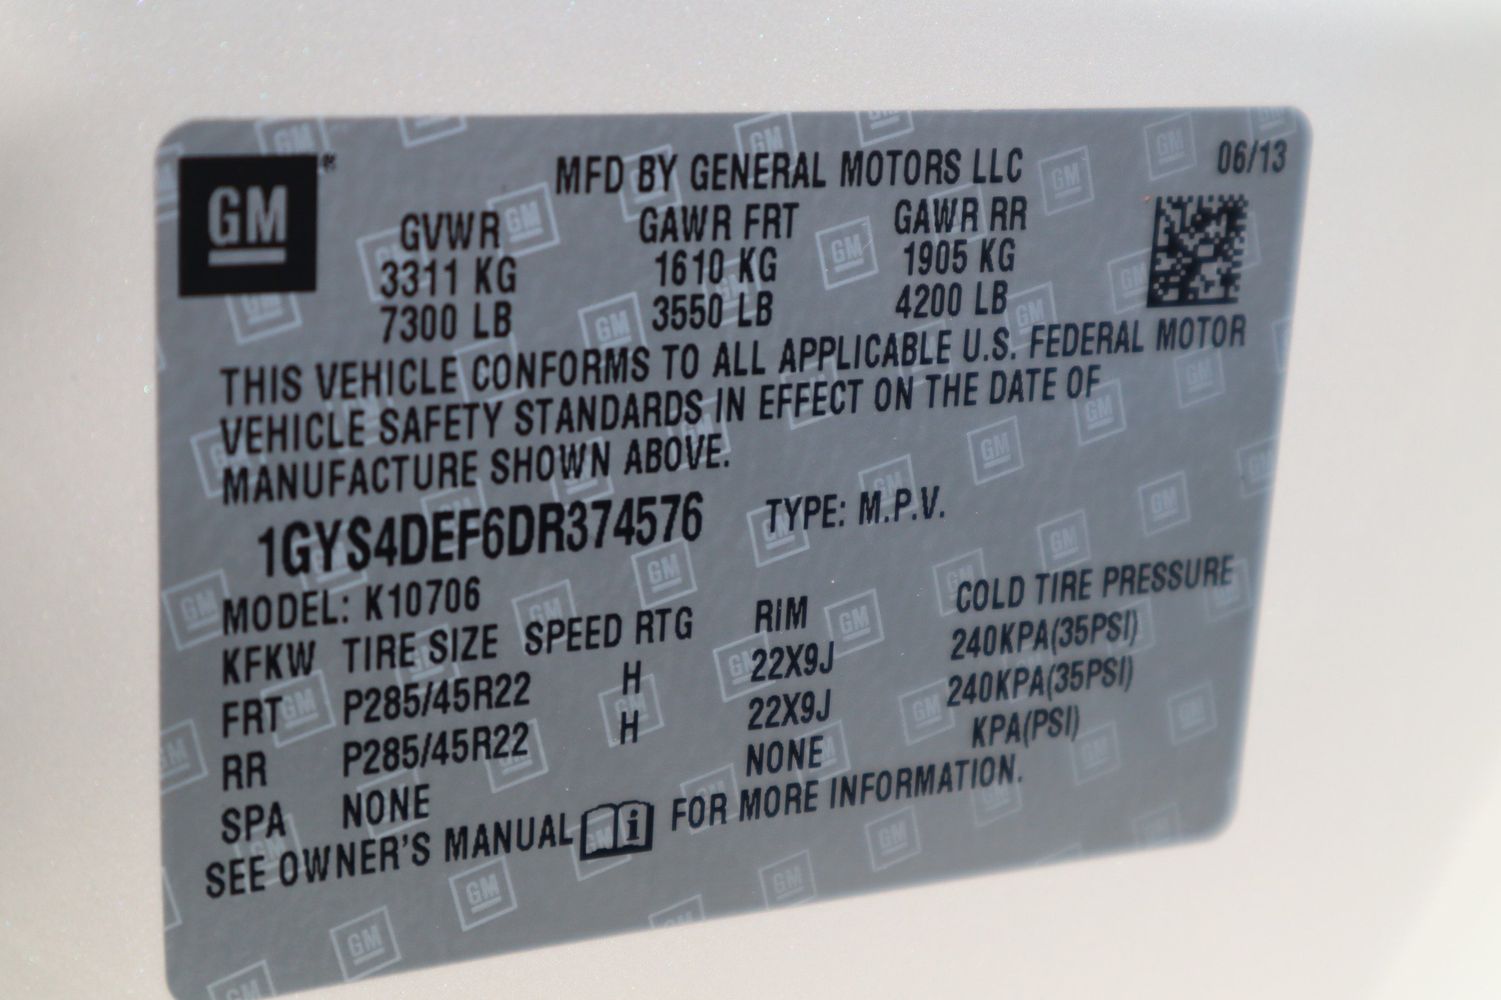 GM
MFD BY GENERAL MOTORS LLC 06/13
GVWR GAWR FRT GAWR RR
3311 KG 1610 KG 1905 KG
7300 LB 3550 LB 4200 LB
THIS VEHICLE CONFORMS TO ALL APPLICABLE U.S. FEDERAL MOTOR
VEHICLE SAFETY STANDARDS IN EFFECT ON THE DATE OF
MANUFACTURE SHOWN ABOVE.
1GYS4DEF6DR374576 TYPE: M.P.V.
MODEL: K10706
KFKW TIRE SIZE SPEED RTG RIM COLD TIRE PRESSURE
FRT P285/45R22 H 22X9J 240KPA(35PSI)
RR P285/45R22 H 22X9J 240KPA(35PSI)
SPA NONE NONE KPA(PSI)
SEE OWNER'S MANUAL i FOR MORE INFORMATION.